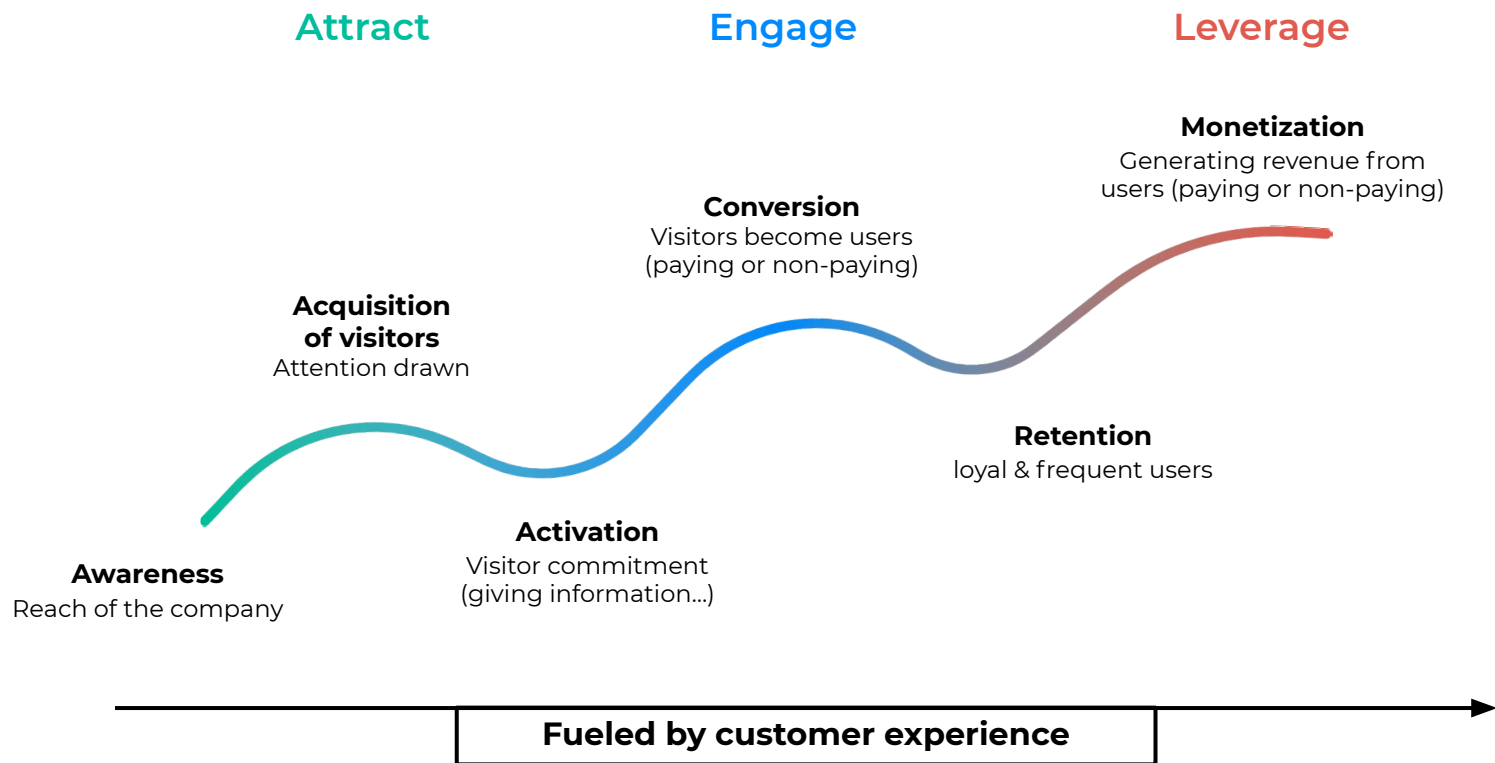 Attract
Engage
Leverage
Monetization
Generating revenue from
users (paying or non-paying)
Conversion
Visitors become users
(paying or non-paying)
Acquisition
of visitors
Attention drawn
Retention
loyal & frequent users
Activation
Visitor commitment
(giving information...)
Awareness
Reach of the company
Fueled by customer experience